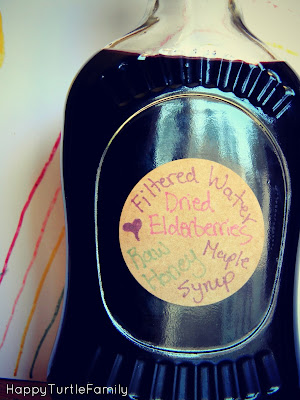 Filtered Water
Dried
Elderberries
Raw Maple
Honey Syrup
HappyTurtleFamily